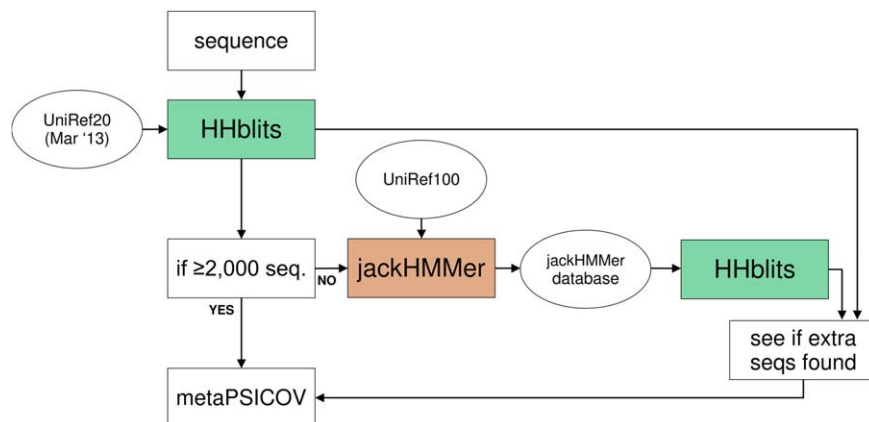 sequence
UniRef20
(Mar ‘13)
HHblits
UniRef100
if ≥2,000 seq.
NO
jackHMMer
jackHMMer
database
HHblits
YES
see if extra
seqs found
metaPSICOV